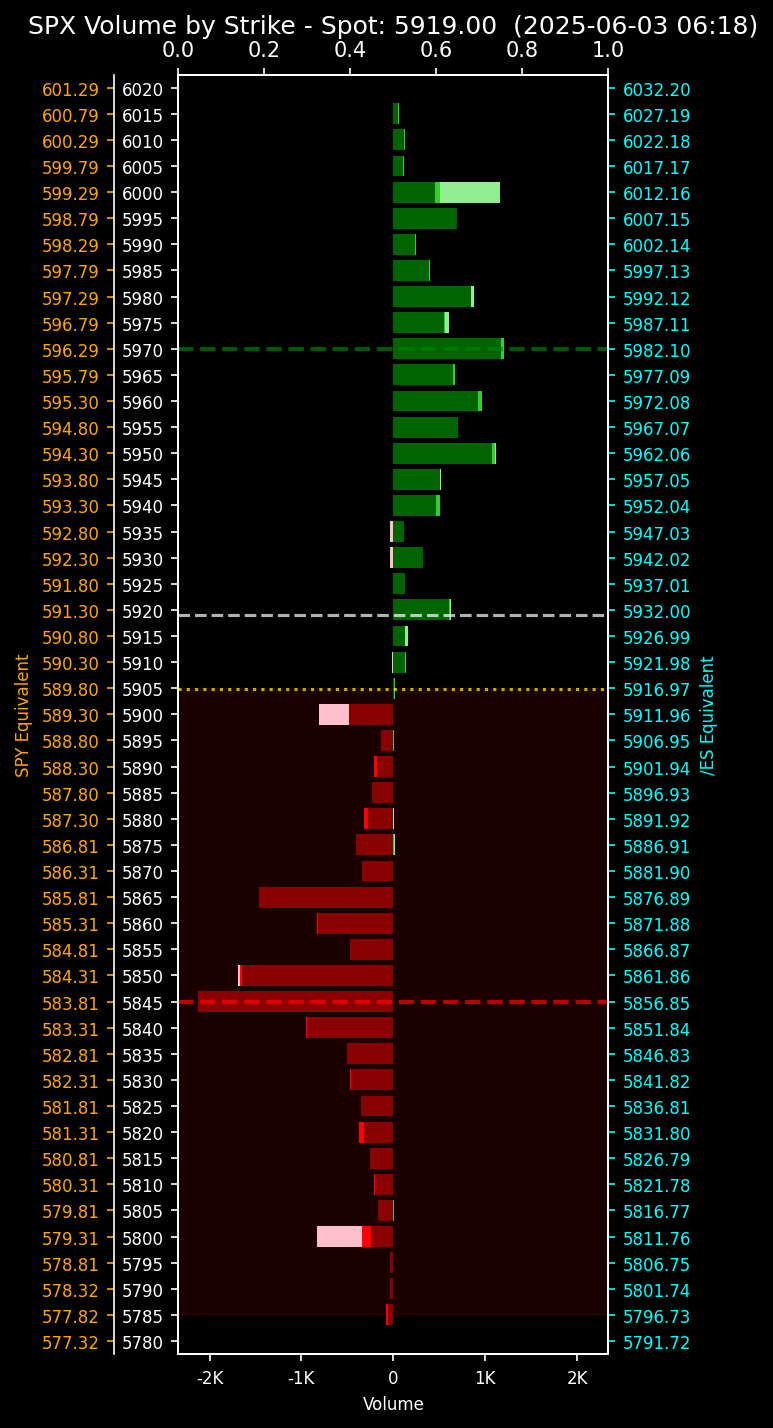 SPX Volume by Strike - Spot: 5919.00 (2025-06-03 06:18)
0.0 0.2 0.4 0.6 0.8 1.0
601.29 6020 6032.20
600.79 6015 6027.19
600.29 6010 6022.18
599.79 6005 6017.17
599.29 6000 6012.16
598.79 5995 6007.15
598.29 5990 6002.14
597.79 5985 5997.13
597.29 5980 5992.12
596.79 5975 5987.11
596.29 5970 5982.10
595.79 5965 5977.09
595.30 5960 5972.08
594.80 5955 5967.07
594.30 5950 5962.06
593.80 5945 5957.05
593.30 5940 5952.04
592.80 5935 5947.03
592.30 5930 5942.02
591.80 5925 5937.01
591.30 5920 5932.00
590.80 5915 5926.99
590.30 5910 5921.98
589.80 5905 5916.97
589.30 5900 5911.96
588.80 5895 5906.95
588.30 5890 5901.94
587.80 5885 5896.93
587.30 5880 5891.92
586.81 5875 5886.91
586.31 5870 5881.90
585.81 5865 5876.89
585.31 5860 5871.88
584.81 5855 5866.87
584.31 5850 5861.86
583.81 5845 5856.85
583.31 5840 5851.84
582.81 5835 5846.83
582.31 5830 5841.82
581.81 5825 5836.81
581.31 5820 5831.80
580.81 5815 5826.79
580.31 5810 5821.78
579.81 5805 5816.77
579.31 5800 5811.76
578.81 5795 5806.75
578.32 5790 5801.74
577.82 5785 5796.73
577.32 5780 5791.72
SPY Equivalent
/ES Equivalent
-2K -1K 0 1K 2K
Volume